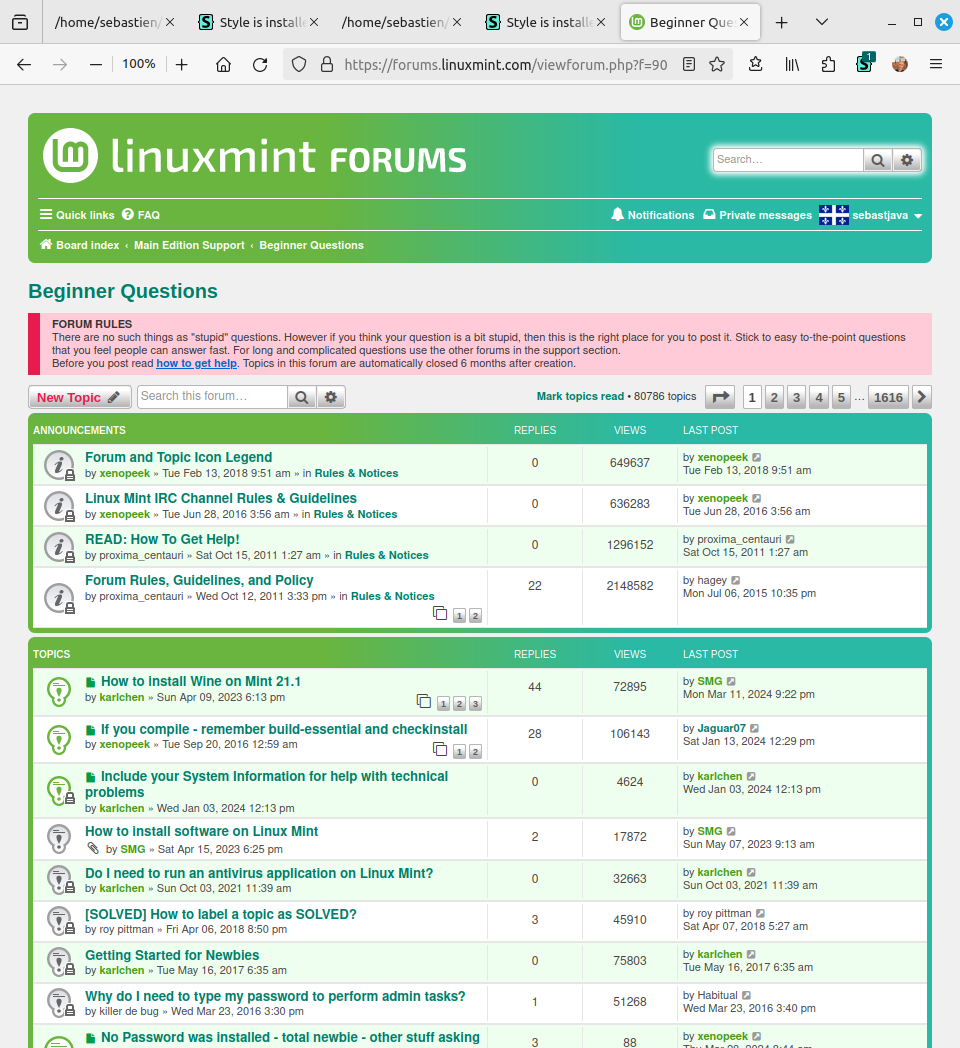 /home/sebastien/
Style is installe
/home/sebastien/
Style is installe
Beginner Ques
100%
https://forums.linuxmint.com/viewforum.php?f=90
1
linuxmint FORUMS
Search…
Quick links FAQ
Notifications Private messages sebastjava
Board index ‹ Main Edition Support ‹ Beginner Questions
Beginner Questions
FORUM RULES
There are no such things as "stupid" questions. However if you think your question is a bit stupid, then this is the right place for you to post it. Stick to easy to-the-point questions
that you feel people can answer fast. For long and complicated questions use the other forums in the support section.
Before you post read how to get help. Topics in this forum are automatically closed 6 months after creation.
New Topic Search this forum… Mark topics read • 80786 topics 1 2 3 4 5 … 1616
ANNOUNCEMENTS REPLIES VIEWS LAST POST
Forum and Topic Icon Legend
by xenopeek » Tue Feb 13, 2018 9:51 am » in Rules & Notices
0
649637
by xenopeek
Tue Feb 13, 2018 9:51 am
Linux Mint IRC Channel Rules & Guidelines
by xenopeek » Tue Jun 28, 2016 3:56 am » in Rules & Notices
0
636283
by xenopeek
Tue Jun 28, 2016 3:56 am
READ: How To Get Help!
by proxima_centauri » Sat Oct 15, 2011 1:27 am » in Rules & Notices
0
1296152
by proxima_centauri
Sat Oct 15, 2011 1:27 am
Forum Rules, Guidelines, and Policy
by proxima_centauri » Wed Oct 12, 2011 3:33 pm » in Rules & Notices
1 2
22
2148582
by hagey
Mon Jul 06, 2015 10:35 pm
TOPICS REPLIES VIEWS LAST POST
How to install Wine on Mint 21.1
by karlchen » Sun Apr 09, 2023 6:13 pm
1 2 3
44
72895
by SMG
Mon Mar 11, 2024 9:22 pm
If you compile - remember build-essential and checkinstall
by xenopeek » Tue Sep 20, 2016 12:59 am
1 2
28
106143
by Jaguar07
Sat Jan 13, 2024 12:29 pm
Include your System Information for help with technical
problems
by karlchen » Wed Jan 03, 2024 12:13 pm
0
4624
by karlchen
Wed Jan 03, 2024 12:13 pm
How to install software on Linux Mint
by SMG » Sat Apr 15, 2023 6:25 pm
2
17872
by SMG
Sun May 07, 2023 9:13 am
Do I need to run an antivirus application on Linux Mint?
by karlchen » Sun Oct 03, 2021 11:39 am
0
32663
by karlchen
Sun Oct 03, 2021 11:39 am
[SOLVED] How to label a topic as SOLVED?
by roy pittman » Fri Apr 06, 2018 8:50 pm
3
45910
by roy pittman
Sat Apr 07, 2018 5:27 am
Getting Started for Newbies
by karlchen » Tue May 16, 2017 6:35 am
0
75803
by karlchen
Tue May 16, 2017 6:35 am
Why do I need to type my password to perform admin tasks?
by killer de bug » Wed Mar 23, 2016 3:30 pm
1
51268
by Habitual
Wed Mar 23, 2016 3:40 pm
No Password was installed - total newbie - other stuff asking
3
88
by xenopeek